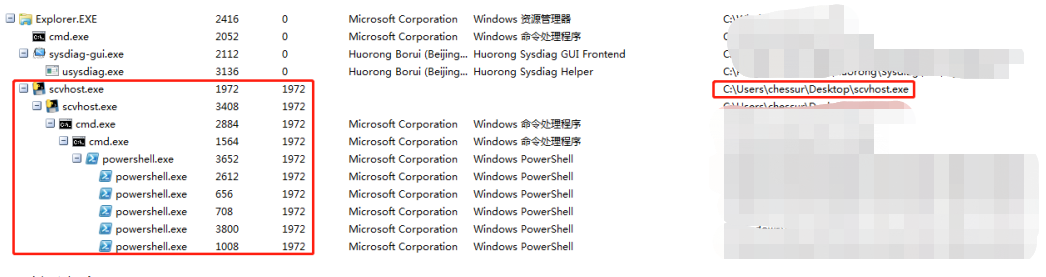 Explorer.EXE 2416 0 Microsoft Corporation Windows 资源管理器
cmd.exe 2052 0 Microsoft Corporation Windows 命令处理程序
sysdiag-gui.exe 2112 0 Huorong Borui (Beijing... Huorong Sysdiag GUI Frontend
usysdiag.exe 3136 0 Huorong Borui (Beijing... Huorong Sysdiag Helper
scvhost.exe 1972 1972 C:\Users\chessur\Desktop\scvhost.exe
scvhost.exe 3408 1972
cmd.exe 2884 1972 Microsoft Corporation Windows 命令处理程序
cmd.exe 1564 1972 Microsoft Corporation Windows 命令处理程序
powershell.exe 3652 1972 Microsoft Corporation Windows PowerShell
powershell.exe 2612 1972 Microsoft Corporation Windows PowerShell
powershell.exe 656 1972 Microsoft Corporation Windows PowerShell
powershell.exe 708 1972 Microsoft Corporation Windows PowerShell
powershell.exe 3800 1972 Microsoft Corporation Windows PowerShell
powershell.exe 1008 1972 Microsoft Corporation Windows PowerShell